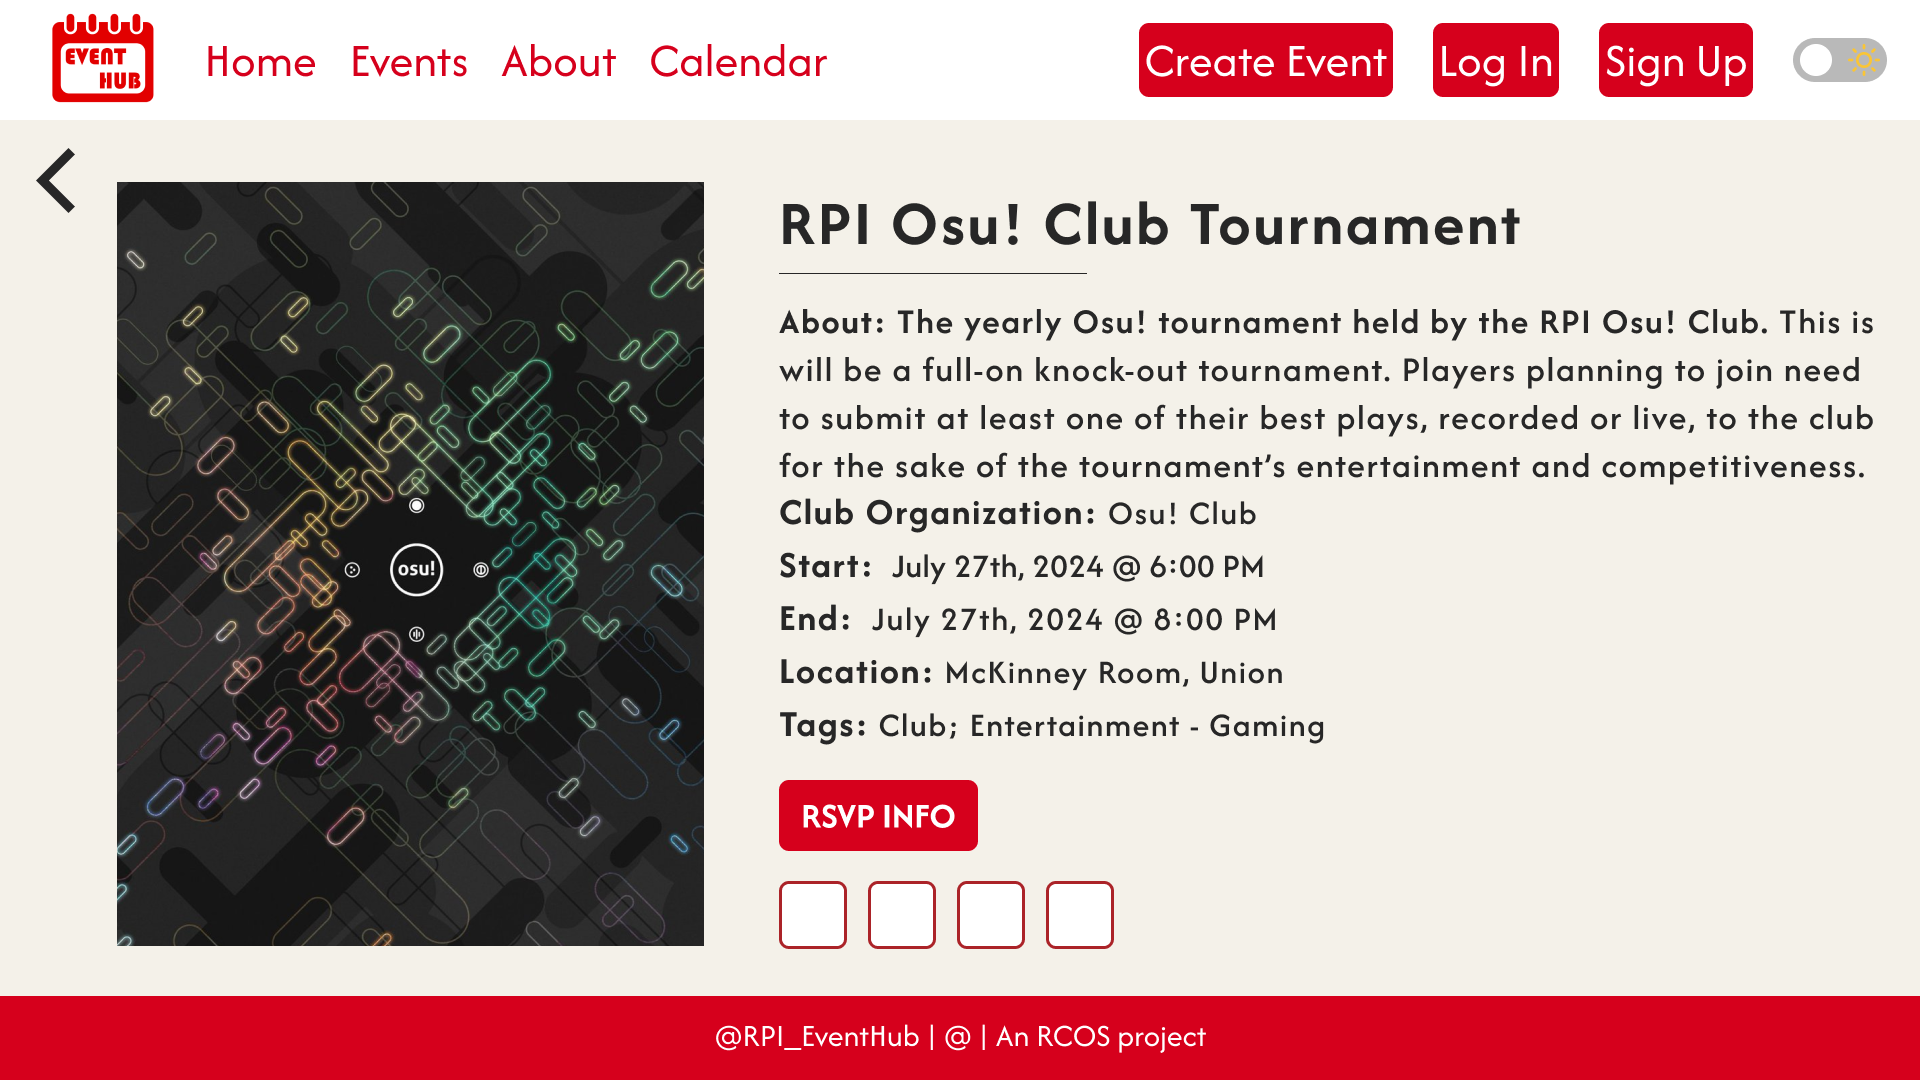 EVENT
HUB
Home Events About Calendar
Create Event Log In Sign Up
RPI Osu! Club Tournament
About: The yearly Osu! tournament held by the RPI Osu! Club. This is
will be a full-on knock-out tournament. Players planning to join need
to submit at least one of their best plays, recorded or live, to the club
for the sake of the tournament’s entertainment and competitiveness.
Club Organization: Osu! Club
Start: July 27th, 2024 @ 6:00 PM
End: July 27th, 2024 @ 8:00 PM
Location: McKinney Room, Union
Tags: Club; Entertainment - Gaming
RSVP INFO
osu!
@RPI_EventHub | @ | An RCOS project